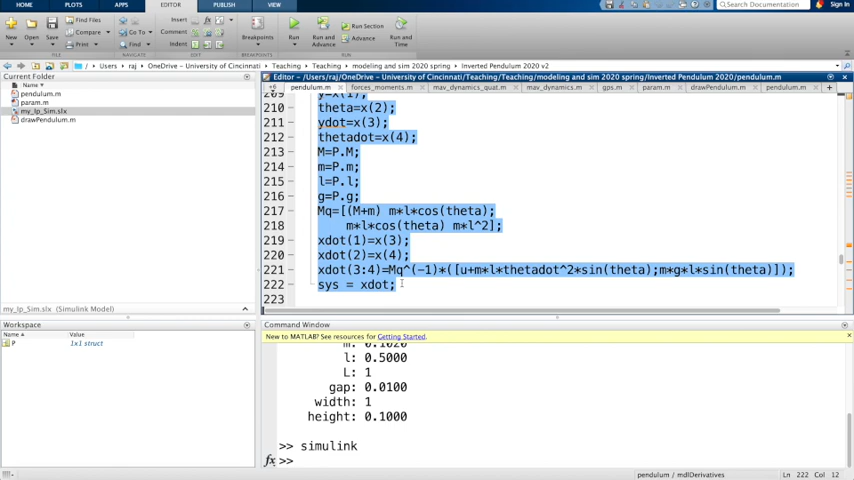 HOME PLOTS APPS EDITOR PUBLISH VIEW
Search Documentation
Sign In
New Open Save
Find Files
Compare
Print
Go To
Find
Insert
Comment
Indent
Breakpoints
Run
Run and
Advance
Run Section
Advance
Run and
Time
FILE NAVIGATE EDIT BREAKPOINTS RUN
/ Users raj OneDrive - University of Cincinnati Teaching Teaching modeling and sim 2020 spring Inverted Pendulum 2020 v2
Current Folder
Name
pendulum.m
param.m
my_Ip_Sim.slx
drawPendulum.m
my_Ip_Sim.slx (Simulink Model)
Workspace
Name Value
P 1x1 struct
Editor - /Users/raj/OneDrive - University of Cincinnati/Teaching/Teaching/modeling and sim 2020 spring/Inverted Pendulum 2020/pendulum.m
pendulum.m forces_moments.m mav_dynamics_quat.m mav_dynamics.m gps.m param.m drawPendulum.m pendulum.m
209 y=x(1);
210 theta=x(2);
211 ydot=x(3);
212 thetadot=x(4);
213 M=P.M;
214 m=P.m;
215 l=P.l;
216 g=P.g;
217 Mq=[(M+m) m*l*cos(theta);
218 m*l*cos(theta) m*l^2];
219 xdot(1)=x(3);
220 xdot(2)=x(4);
221 xdot(3:4)=Mq^(-1)*([u+m*l*thetadot^2*sin(theta);m*g*l*sin(theta)]);
222 sys = xdot;
223
Command Window
New to MATLAB? See resources for Getting Started.
m: 0.1020
l: 0.5000
L: 1
gap: 0.0100
width: 1
height: 0.1000
>> simulink
fx >>
pendulum / mdlDerivatives
Ln 222 Col 12